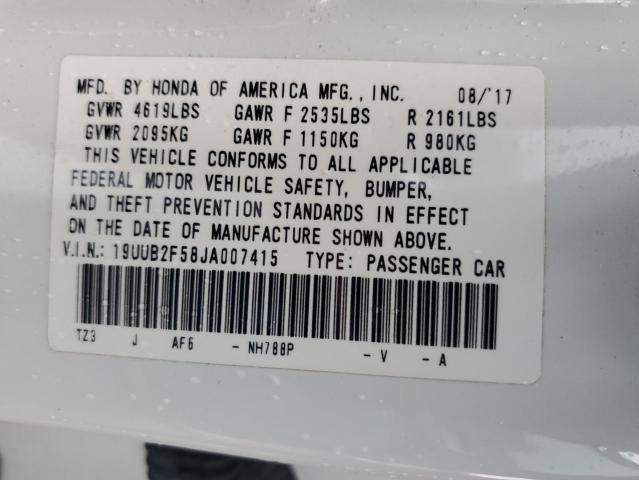 MFD. BY HONDA OF AMERICA MFG., INC. 08/'17
GVWR 4619LBS GAWR F 2535LBS R 2161LBS
GVWR 2095KG GAWR F 1150KG R 980KG
THIS VEHICLE CONFORMS TO ALL APPLICABLE
FEDERAL MOTOR VEHICLE SAFETY, BUMPER,
AND THEFT PREVENTION STANDARDS IN EFFECT
ON THE DATE OF MANUFACTURE SHOWN ABOVE.
V.I.N.: 19UUB2F58JA007415 TYPE: PASSENGER CAR
TZ3 J AF6 - NH788P - V - A